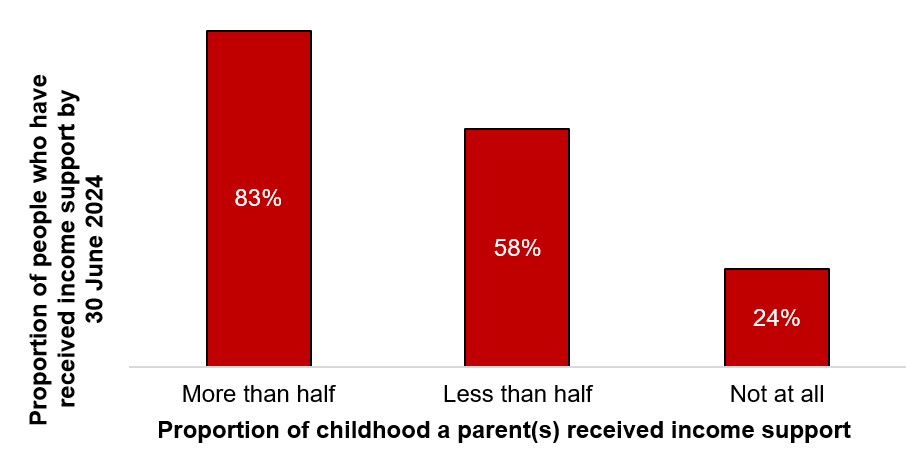 Proportion of people who have
received income support by
30 June 2024
83%
58%
24%
More than half
Less than half
Not at all
Proportion of childhood a parent(s) received income support